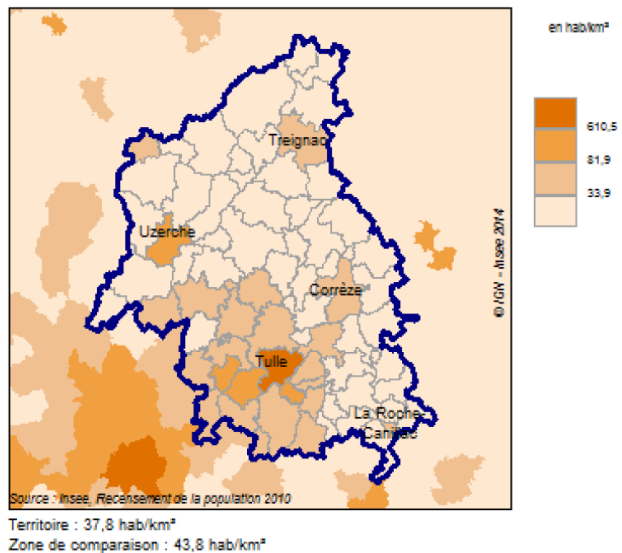 en hab/km²
610,5
81,9
33,9
Treignac
Uzerche
Corrèze
Tulle
La Roche-
Canillac
© IGN - Insee 2014
Source : Insee, Recensement de la population 2010
Territoire : 37,8 hab/km²
Zone de comparaison : 43,8 hab/km²